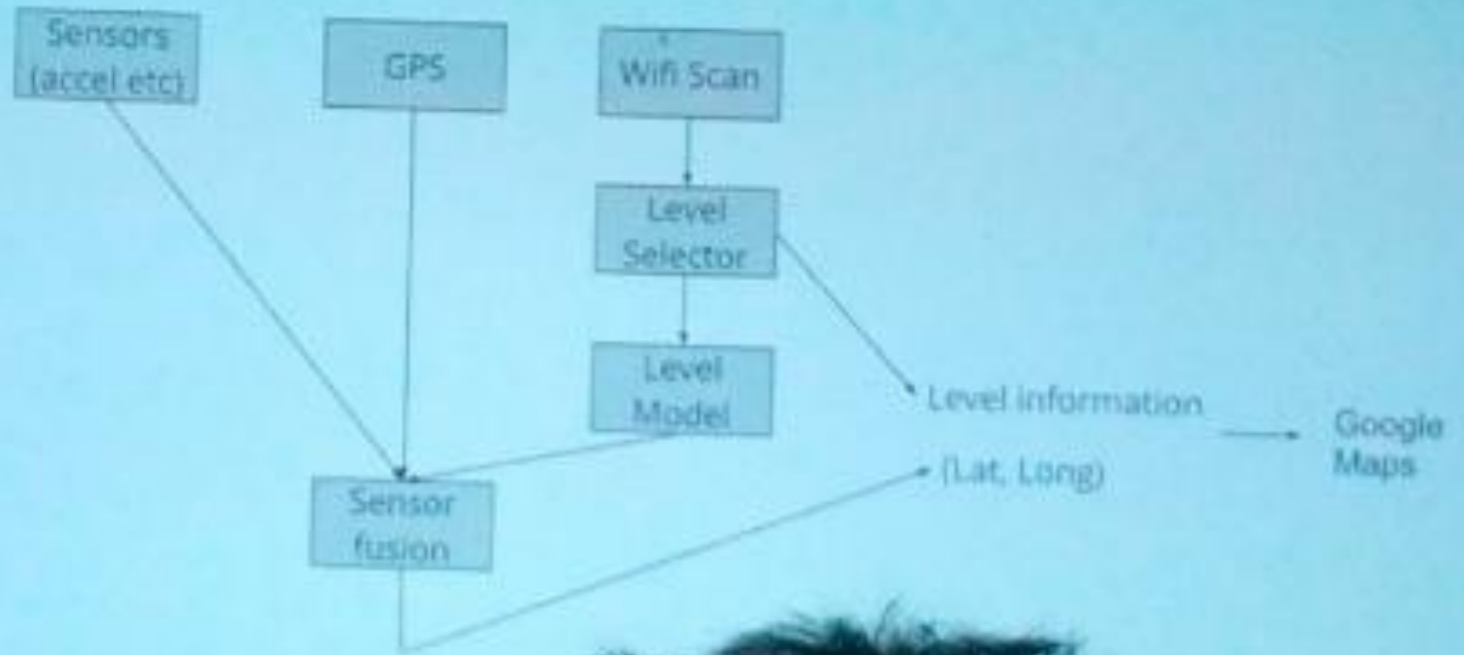 Sensors
(accel etc)
GPS
Wifi Scan
Level
Selector
Level
Model
Level information
Google
Maps
(Lat, Long)
Sensor
fusion